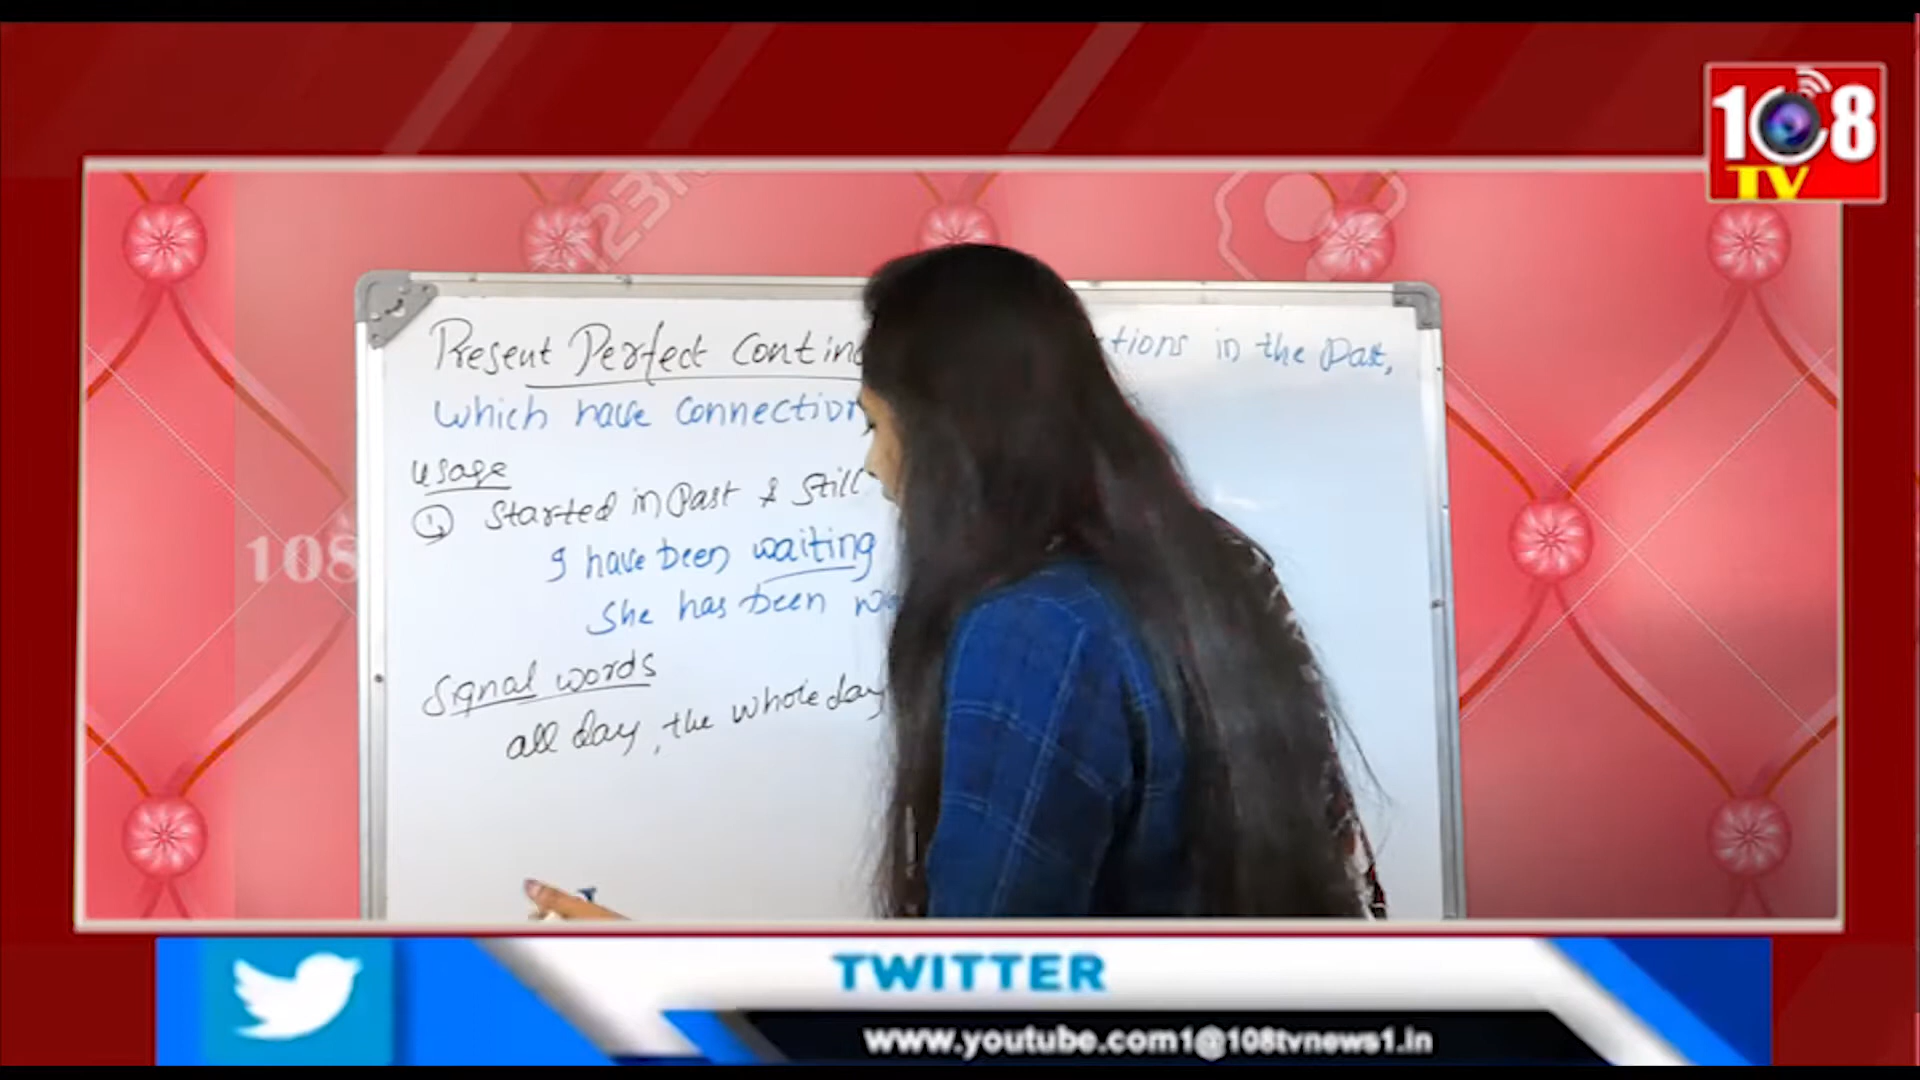 108
TV
123R
Present Perfect Contin tions in the Past,
which have connection
Usage
① Started in Past & Still
I have been waiting
108
She has been
Signal words
all day, the whole day
TWITTER
www.youtube.com1@108tvnews1.in